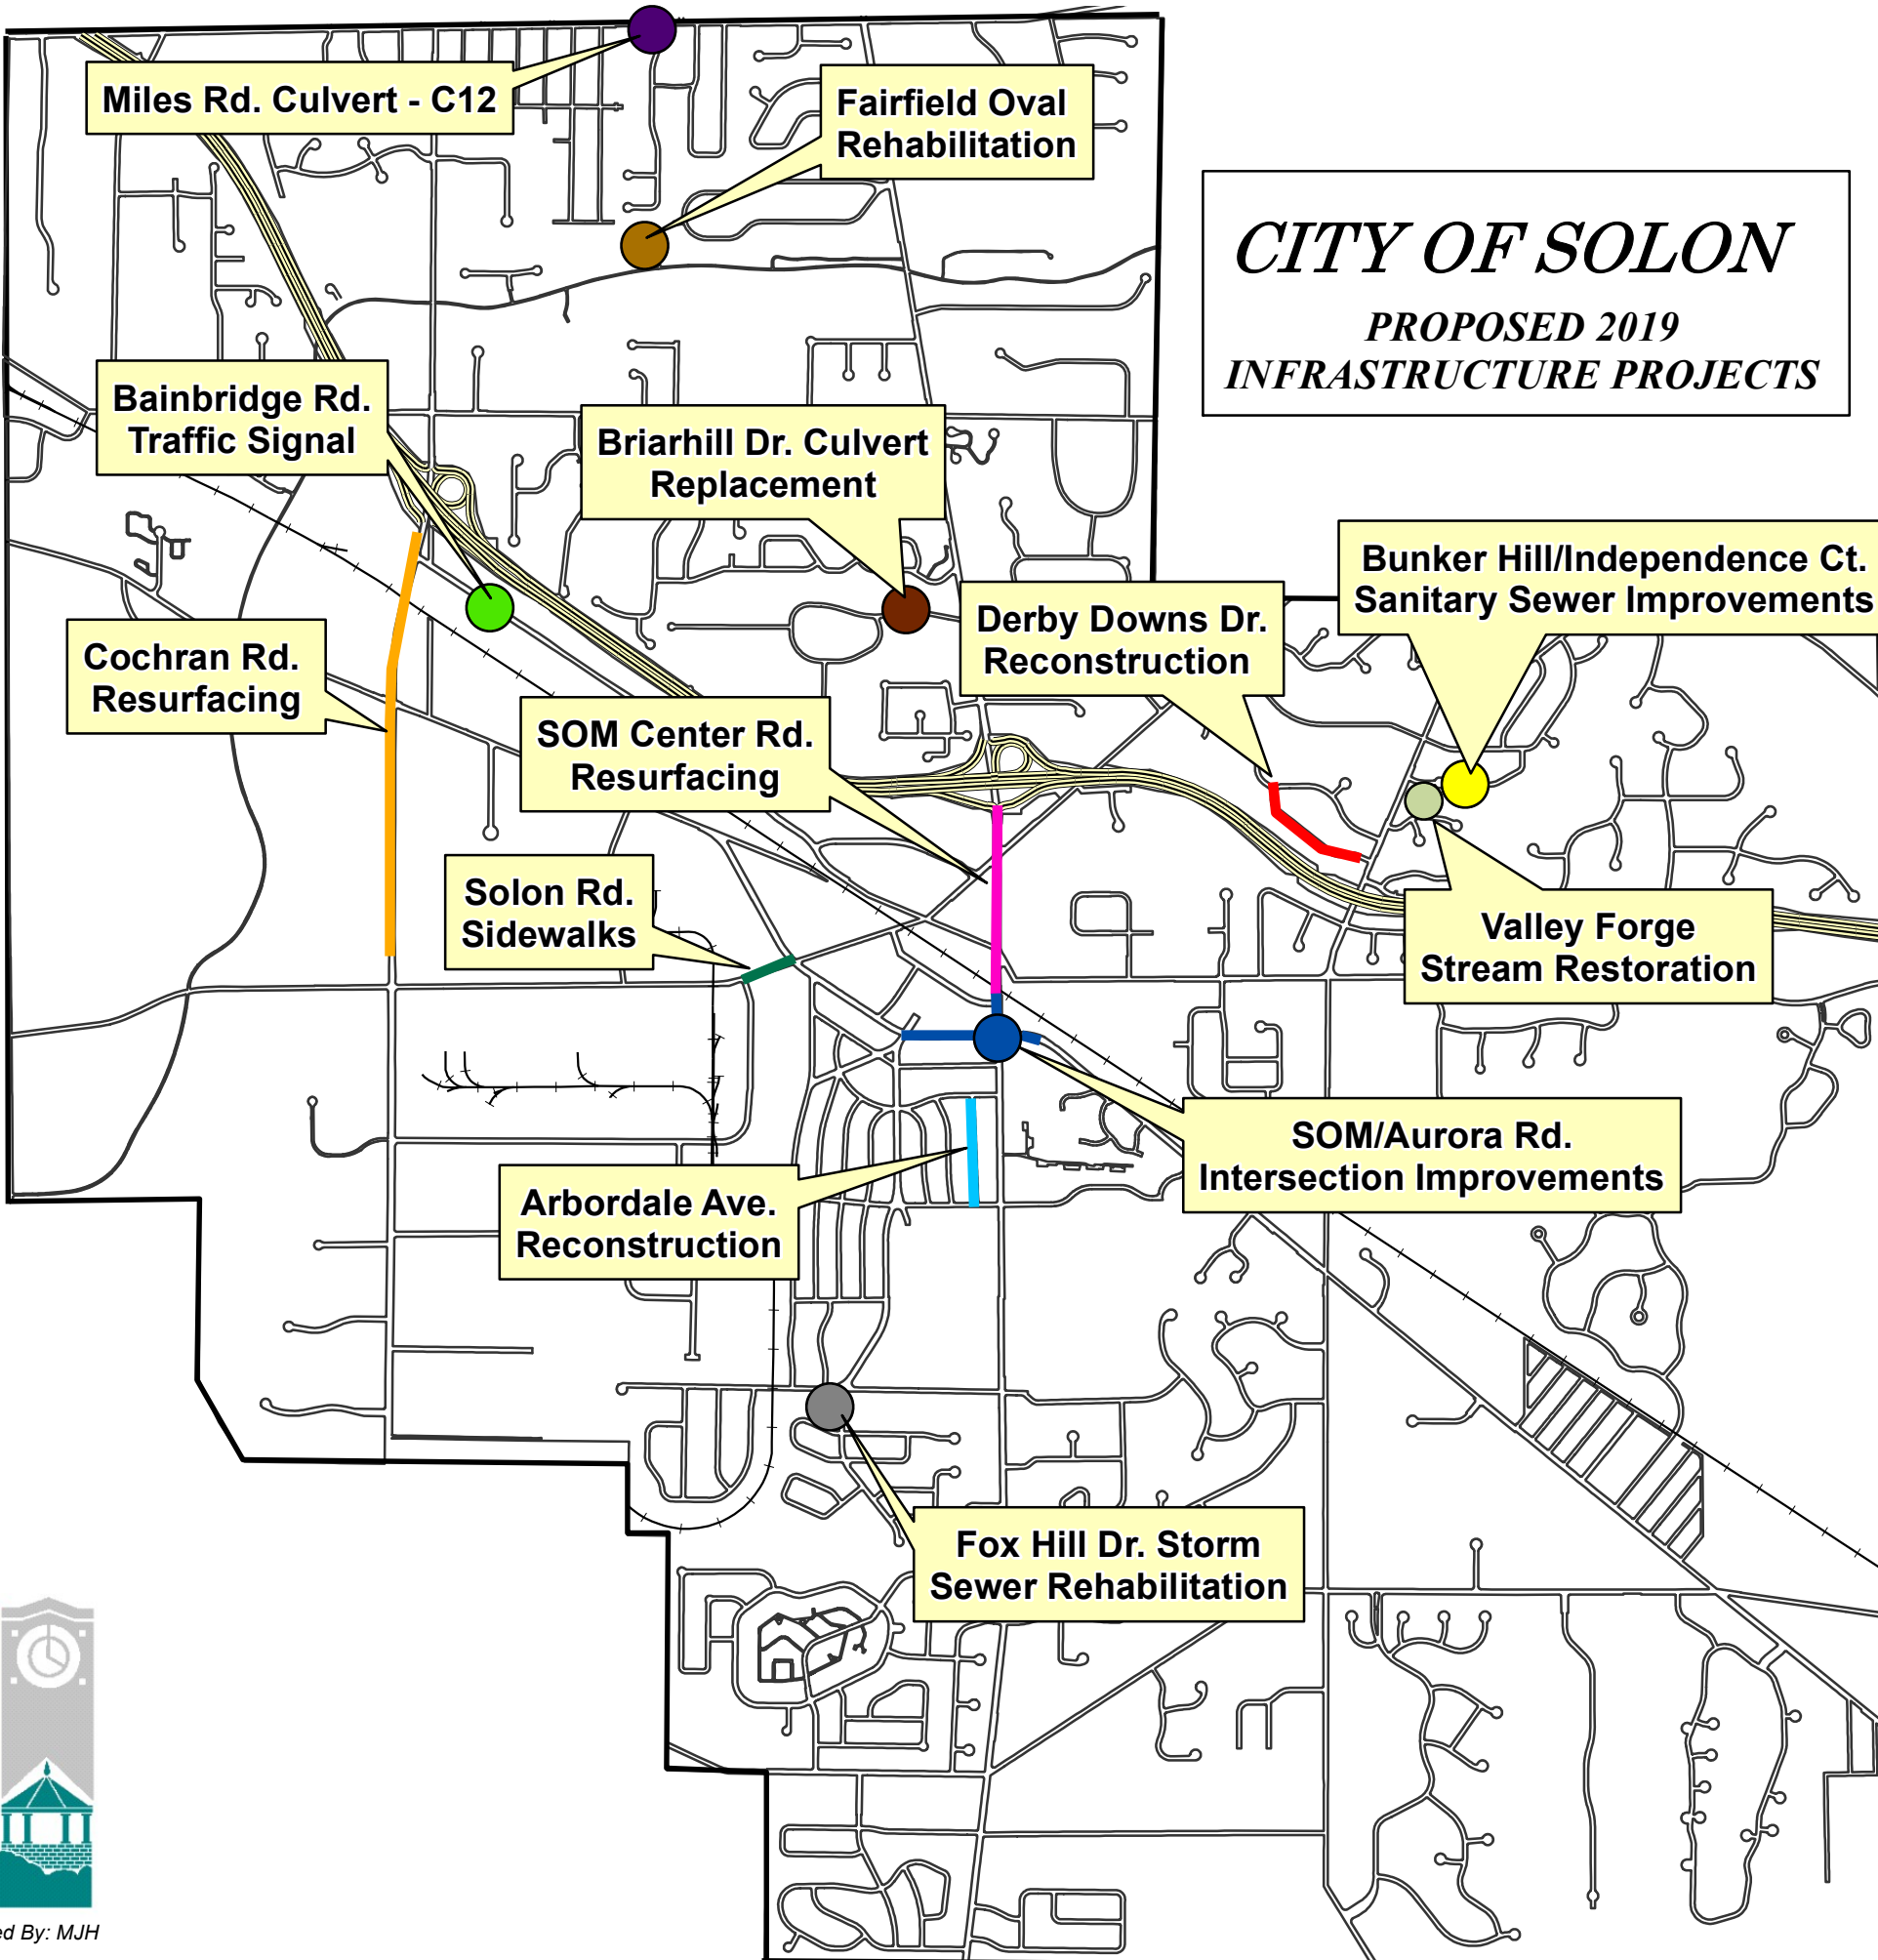 Miles Rd. Culvert - C12
Fairfield Oval
Rehabilitation
CITY OF SOLON
PROPOSED 2019
INFRASTRUCTURE PROJECTS
Bainbridge Rd.
Traffic Signal
Briarhill Dr. Culvert
Replacement
Bunker Hill/Independence Ct.
Sanitary Sewer Improvements
Derby Downs Dr.
Reconstruction
Cochran Rd.
Resurfacing
SOM Center Rd.
Resurfacing
Solon Rd.
Sidewalks
Valley Forge
Stream Restoration
SOM/Aurora Rd.
Intersection Improvements
Arbordale Ave.
Reconstruction
Fox Hill Dr. Storm
Sewer Rehabilitation
ed By: MJH